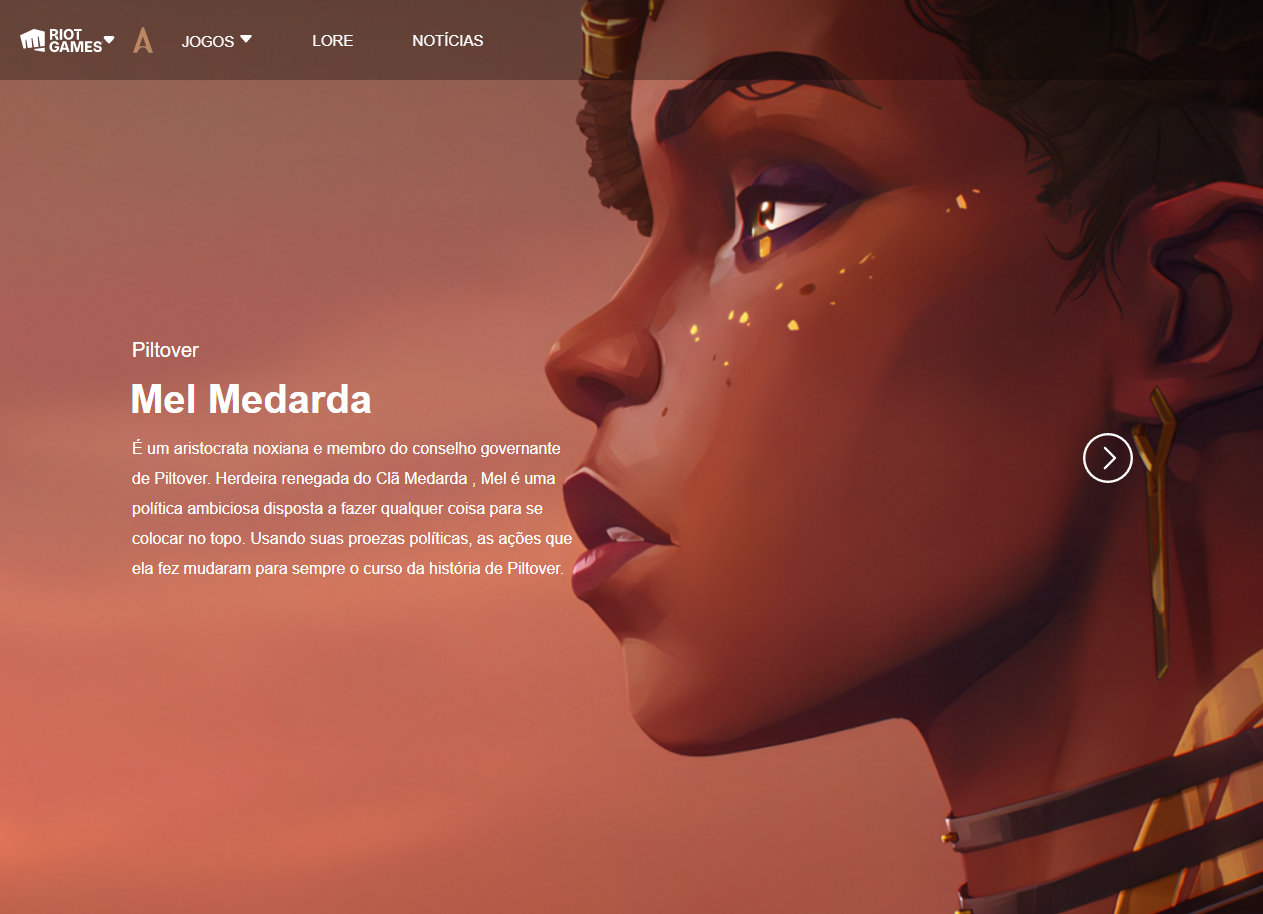 RIOT
GAMES
JOGOS
LORE
NOTÍCIAS
Piltover
Mel Medarda
É um aristocrata noxiana e membro do conselho governante
de Piltover. Herdeira renegada do Clã Medarda , Mel é uma
política ambiciosa disposta a fazer qualquer coisa para se
colocar no topo. Usando suas proezas políticas, as ações que
ela fez mudaram para sempre o curso da história de Piltover.